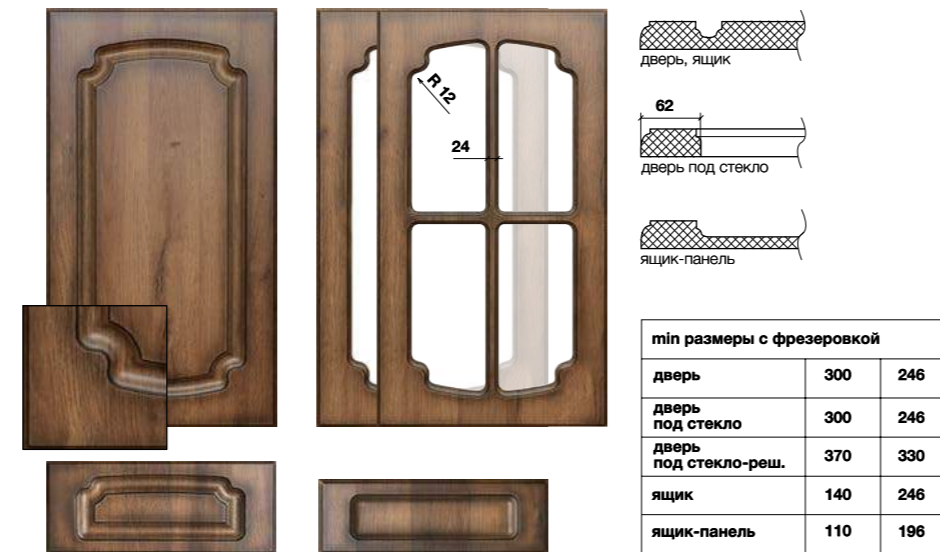 R 12
24
дверь, ящик
62
дверь под стекло
ящик-панель
min размеры с фрезеровкой
дверь 300 246
дверь
под стекло 300 246
дверь
под стекло-реш. 370 330
ящик 140 246
ящик-панель 110 196